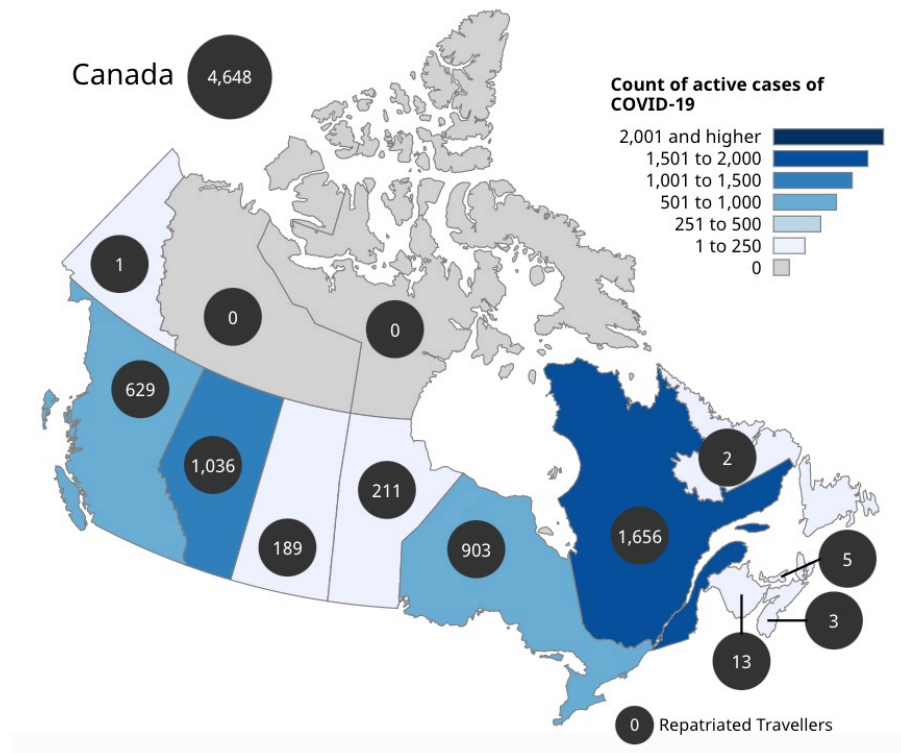 Canada 4,648
Count of active cases of
COVID-19
2,001 and higher
1,501 to 2,000
1,001 to 1,500
501 to 1,000
251 to 500
1 to 250
0
1
0
0
629
1,036
189
211
903
1,656
2
5
3
13
0 Repatriated Travellers